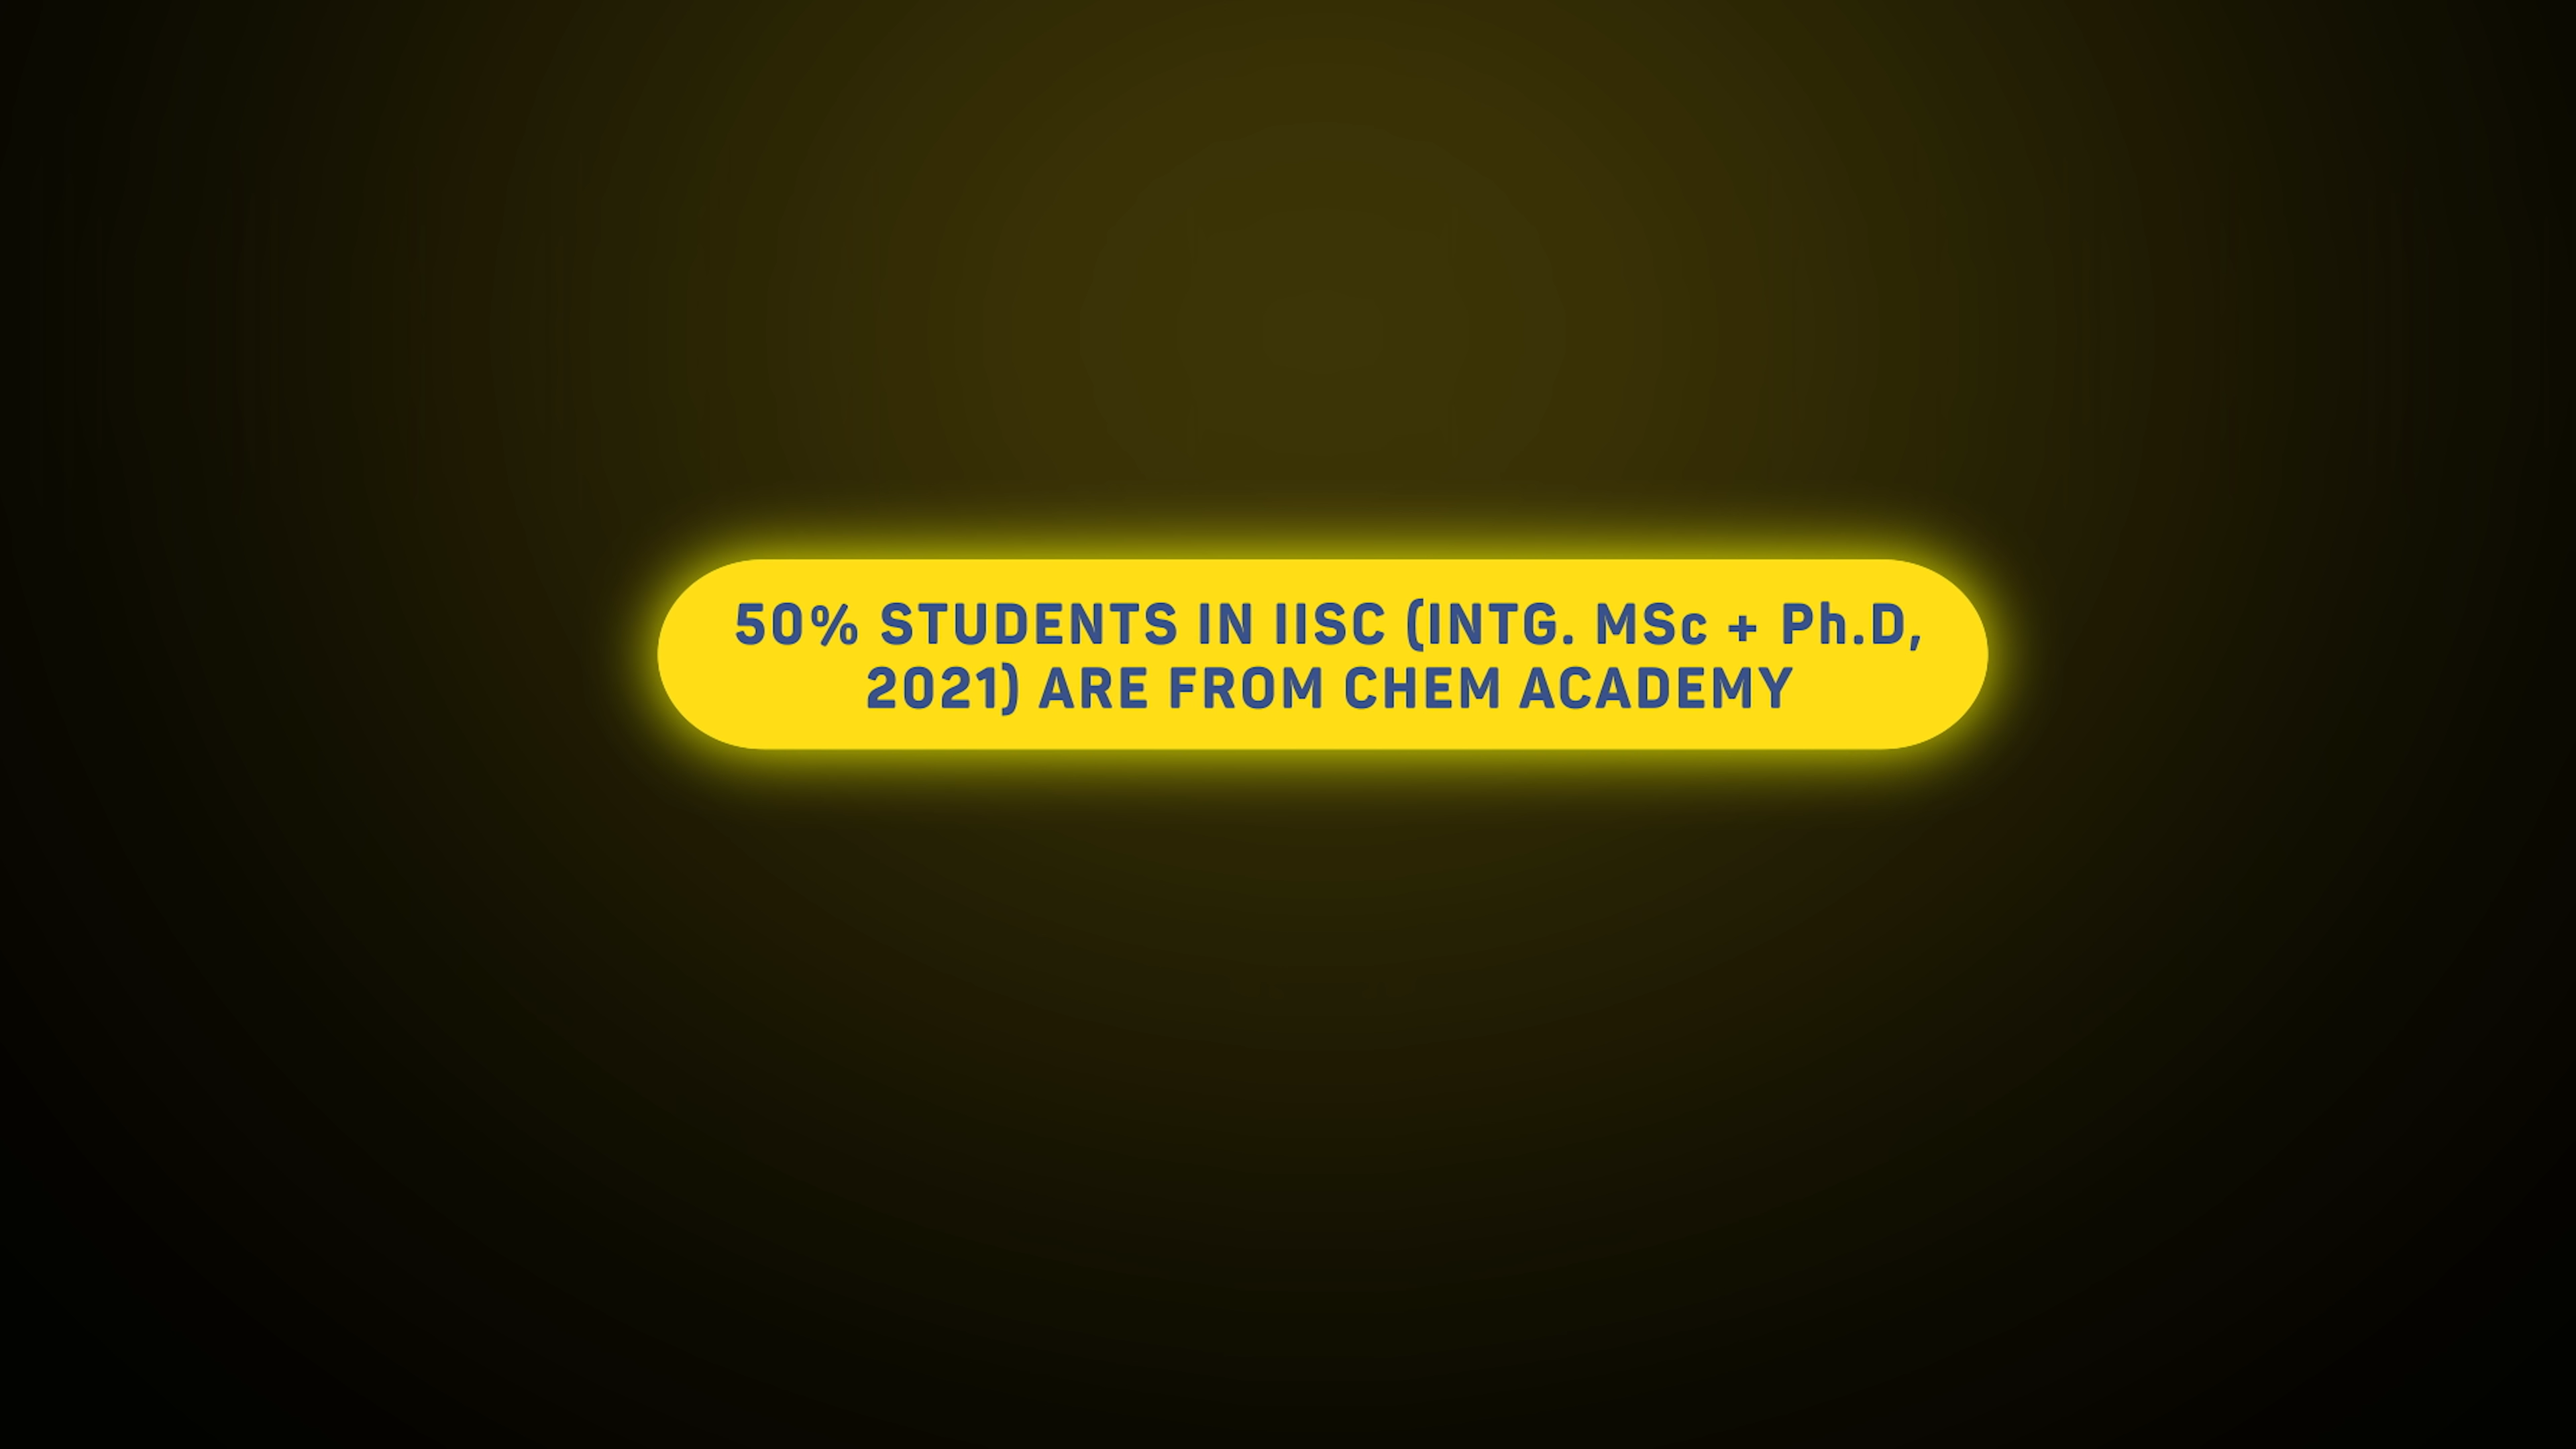 50% STUDENTS IN IISC (INTG. MSc + Ph.D,
2021) ARE FROM CHEM ACADEMY